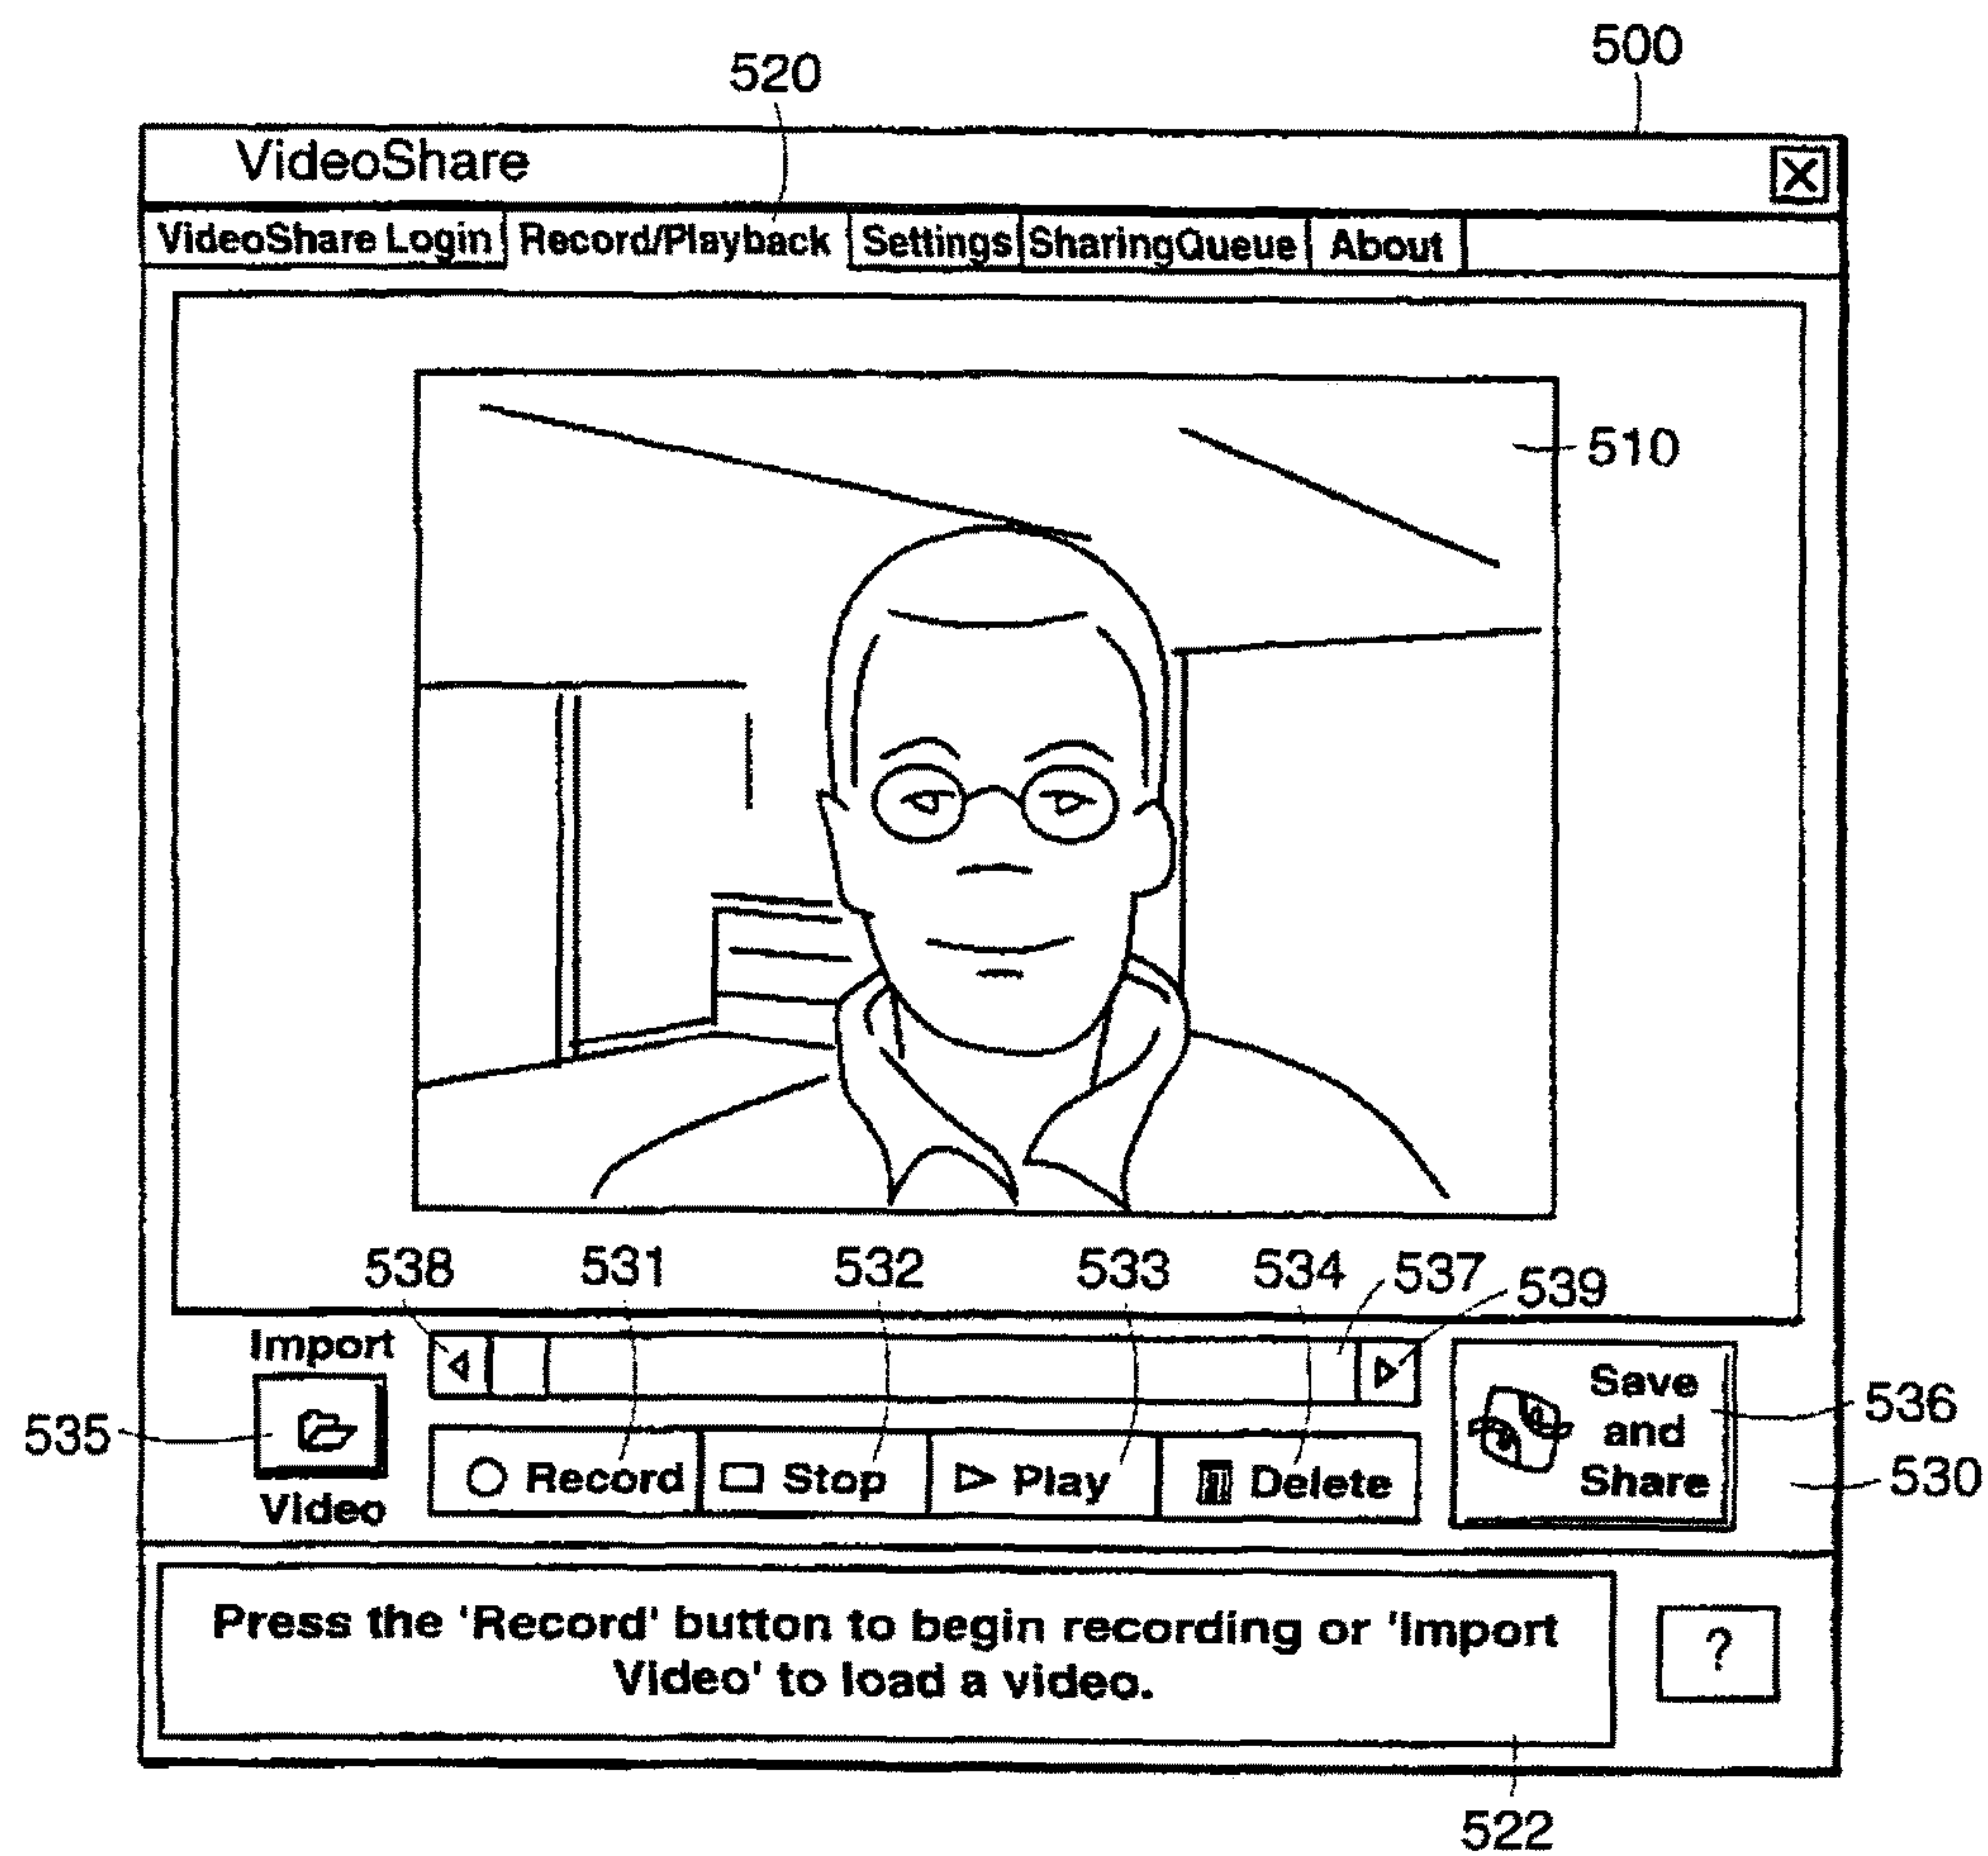 500
520
VideoShare
VideoShare Login Record/Playback Settings SharingQueue About
510
538 531 532 533 534 537 539
Import
Video
535
Record Stop Play Delete
Save
and
Share
536
530
Press the 'Record' button to begin recording or 'Import
Video' to load a video.
?
522